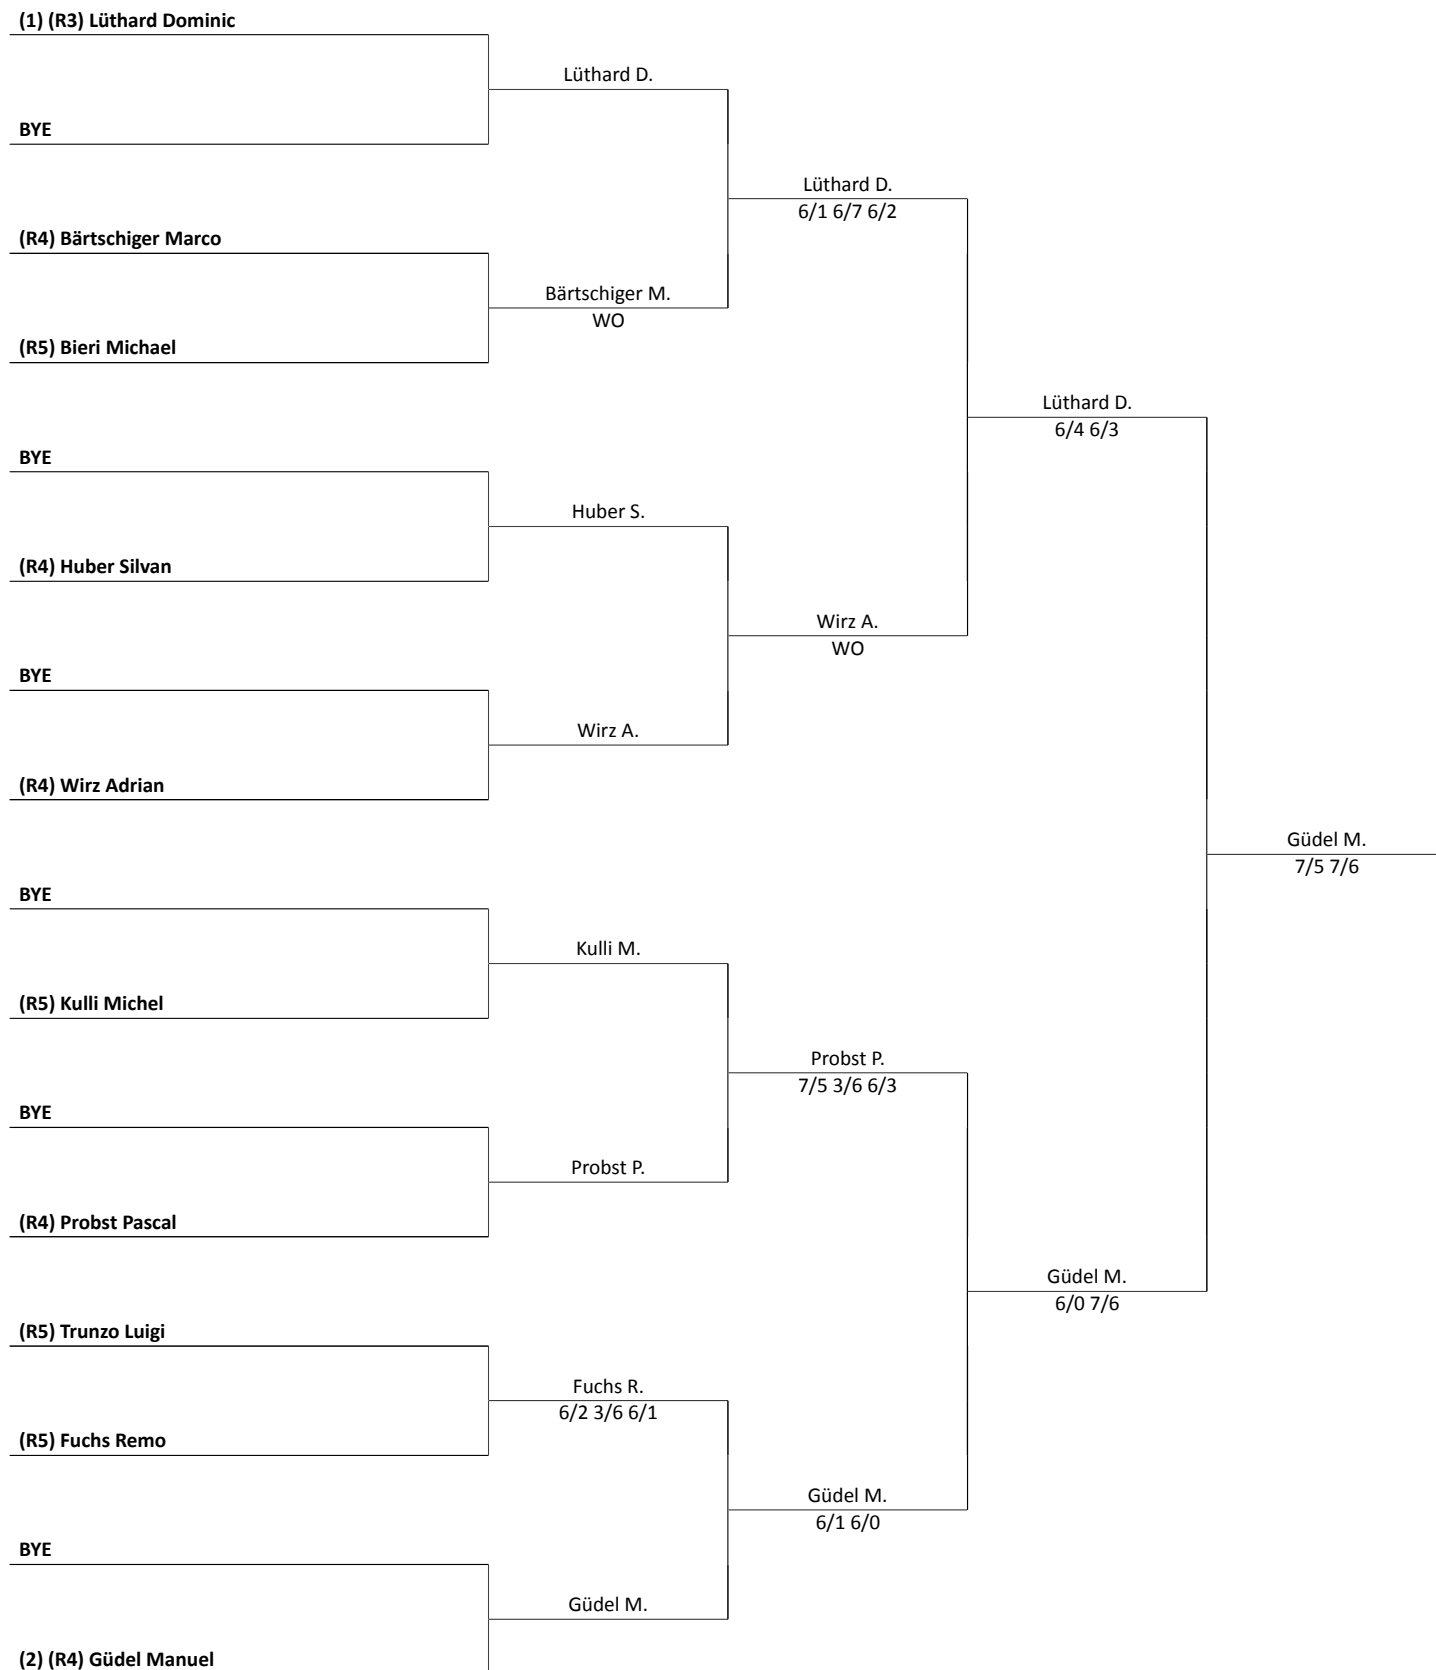 (1) (R3) Lüthard Dominic
Lüthard D.
BYE
Lüthard D.
6/1 6/7 6/2
(R4) Bärtschiger Marco
Bärtschiger M.
WO
(R5) Bieri Michael
Lüthard D.
6/4 6/3
BYE
Huber S.
(R4) Huber Silvan
Wirz A.
WO
BYE
Wirz A.
(R4) Wirz Adrian
Güdel M.
7/5 7/6
BYE
Kulli M.
(R5) Kulli Michel
Probst P.
7/5 3/6 6/3
BYE
Probst P.
(R4) Probst Pascal
Güdel M.
6/0 7/6
(R5) Trunzo Luigi
Fuchs R.
6/2 3/6 6/1
(R5) Fuchs Remo
Güdel M.
6/1 6/0
BYE
Güdel M.
(2) (R4) Güdel Manuel